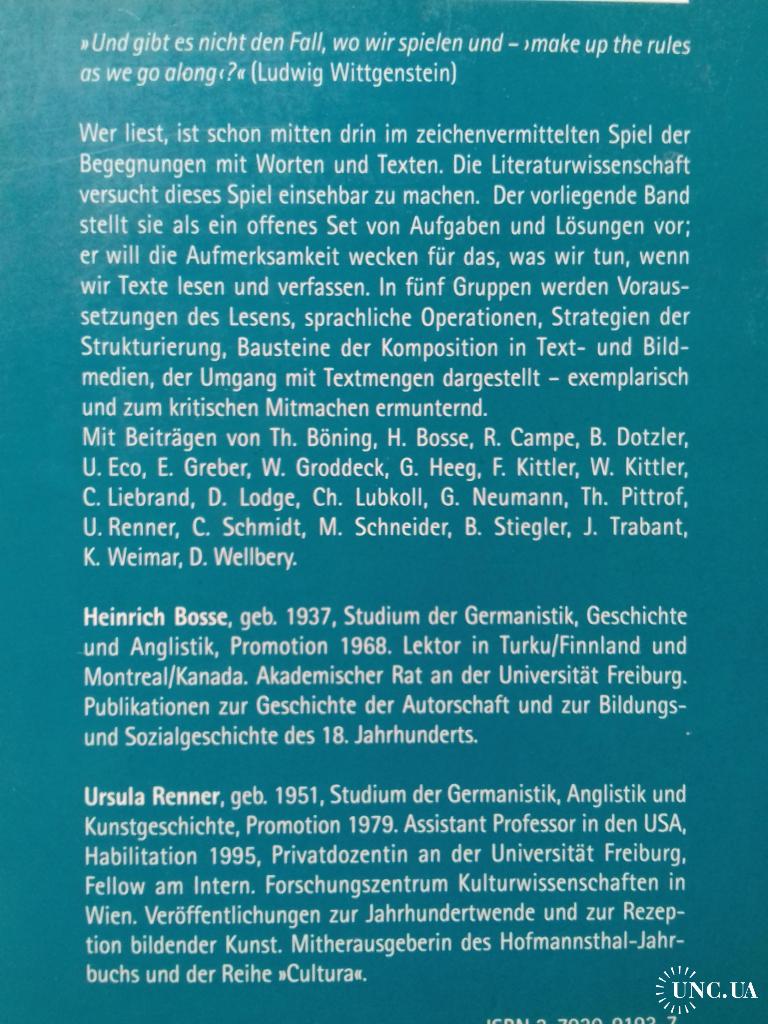 »Und gibt es nicht den Fall, wo wir spielen und – ›make up the rules
as we go along‹?« (Ludwig Wittgenstein)
Wer liest, ist schon mitten drin im zeichenvermittelten Spiel der
Begegnungen mit Worten und Texten. Die Literaturwissenschaft
versucht dieses Spiel einsehbar zu machen. Der vorliegende Band
stellt sie als ein offenes Set von Aufgaben und Lösungen vor;
er will die Aufmerksamkeit wecken für das, was wir tun, wenn
wir Texte lesen und verfassen. In fünf Gruppen werden Voraus-
setzungen des Lesens, sprachliche Operationen, Strategien der
Strukturierung, Bausteine der Komposition in Text- und Bild-
medien, der Umgang mit Textmengen dargestellt – exemplarisch
und zum kritischen Mitmachen ermunternd.
Mit Beiträgen von Th. Böning, H. Bosse, R. Campe, B. Dotzler,
U. Eco, E. Greber, W. Groddeck, G. Heeg, F. Kittler, W. Kittler,
C. Liebrand, D. Lodge, Ch. Lubkoll, G. Neumann, Th. Pittrof,
U. Renner, C. Schmidt, M. Schneider, B. Stiegler, J. Trabant,
K. Weimar, D. Wellbery.
Heinrich Bosse, geb. 1937, Studium der Germanistik, Geschichte
und Anglistik, Promotion 1968. Lektor in Turku/Finnland und
Montreal/Kanada. Akademischer Rat an der Universität Freiburg.
Publikationen zur Geschichte der Autorschaft und zur Bildungs-
und Sozialgeschichte des 18. Jahrhunderts.
Ursula Renner, geb. 1951, Studium der Germanistik, Anglistik und
Kunstgeschichte, Promotion 1979. Assistant Professor in den USA,
Habilitation 1995, Privatdozentin an der Universität Freiburg,
Fellow am Intern. Forschungszentrum Kulturwissenschaften in
Wien. Veröffentlichungen zur Jahrhundertwende und zur Rezep-
tion bildender Kunst. Mitherausgeberin des Hofmannsthal-Jahr-
buchs und der Reihe »Cultura«.
UNC.UA